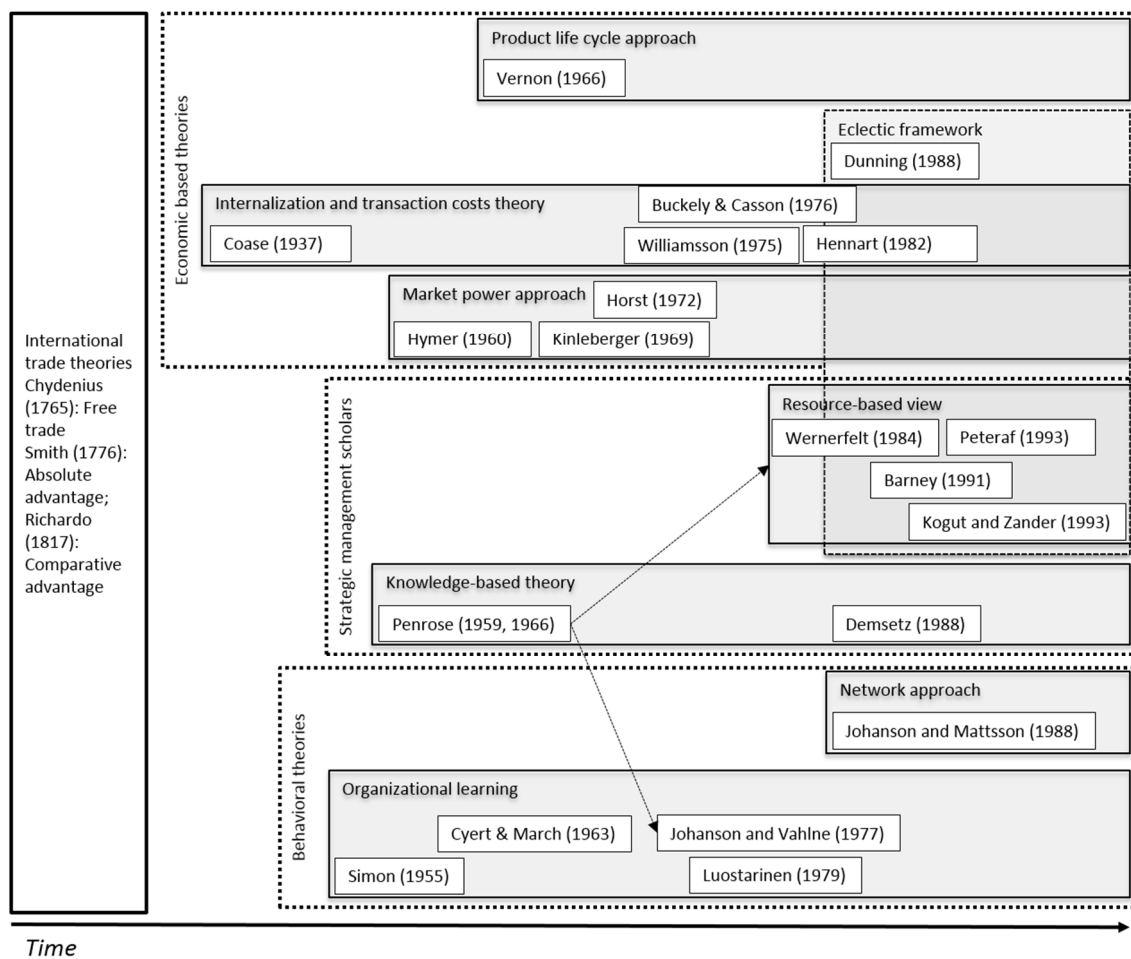 International
trade theories
Chydenius
(1765): Free
trade
Smith (1776):
Absolute
advantage;
Richardo
(1817):
Comparative
advantage
Economic based theories
Product life cycle approach
Vernon (1966)
Eclectic framework
Dunning (1988)
Internalization and transaction costs theory
Buckely & Casson (1976)
Coase (1937)
Williamsson (1975)
Hennart (1982)
Market power approach
Horst (1972)
Hymer (1960)
Kinleberger (1969)
Strategic management scholars
Resource-based view
Wernerfelt (1984)
Peteraf (1993)
Barney (1991)
Kogut and Zander (1993)
Knowledge-based theory
Penrose (1959, 1966)
Demsetz (1988)
Behavioral theories
Network approach
Johanson and Mattsson (1988)
Organizational learning
Cyert & March (1963)
Johanson and Vahlne (1977)
Simon (1955)
Luostarinen (1979)
Time